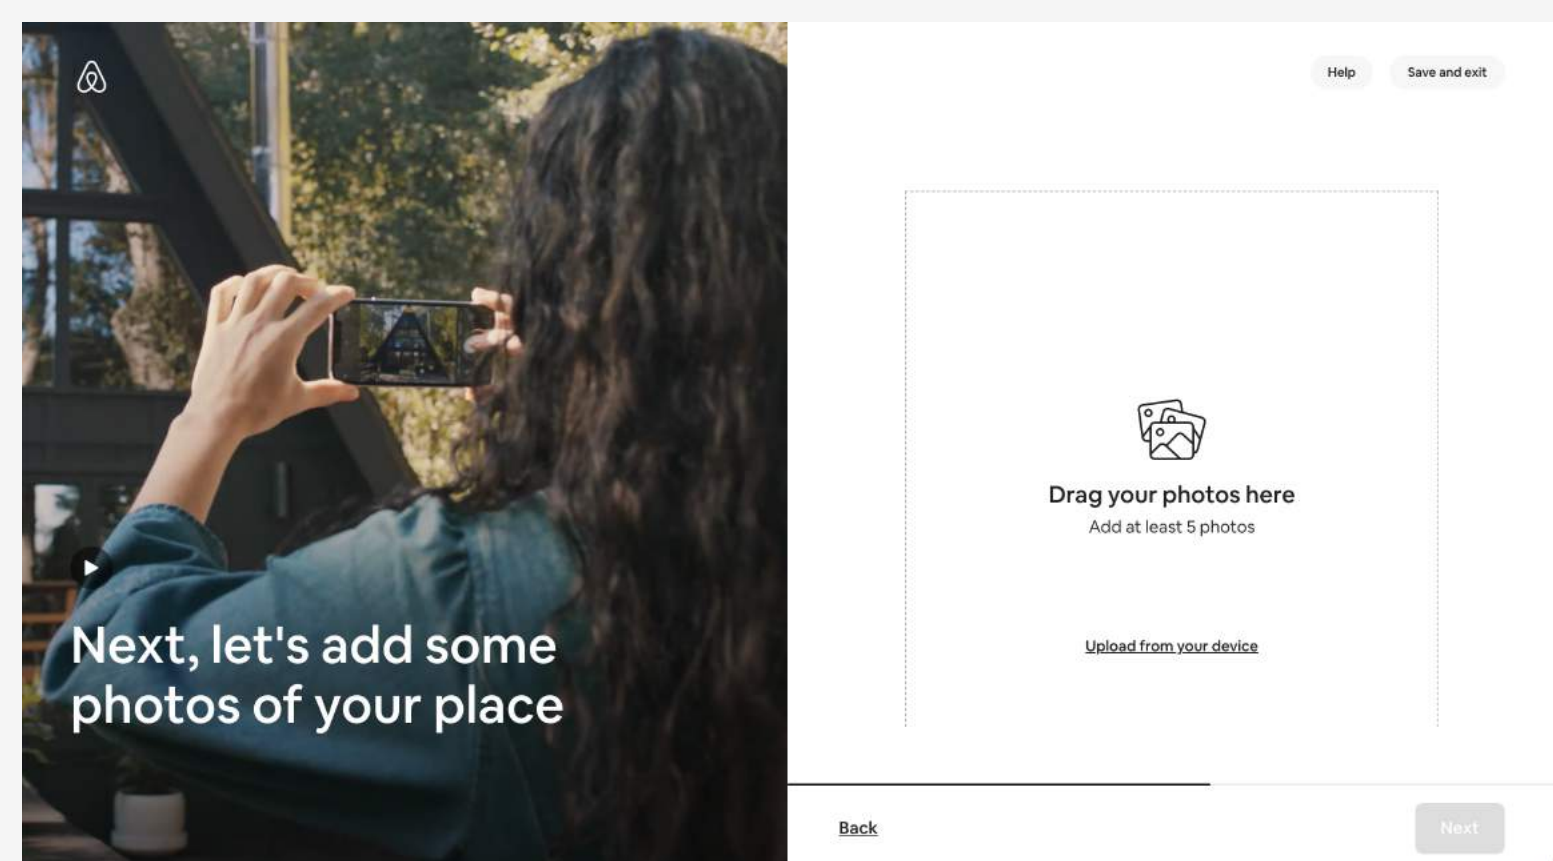 Next, let's add some
photos of your place
Help
Save and exit
Drag your photos here
Add at least 5 photos
Upload from your device
Back
Next